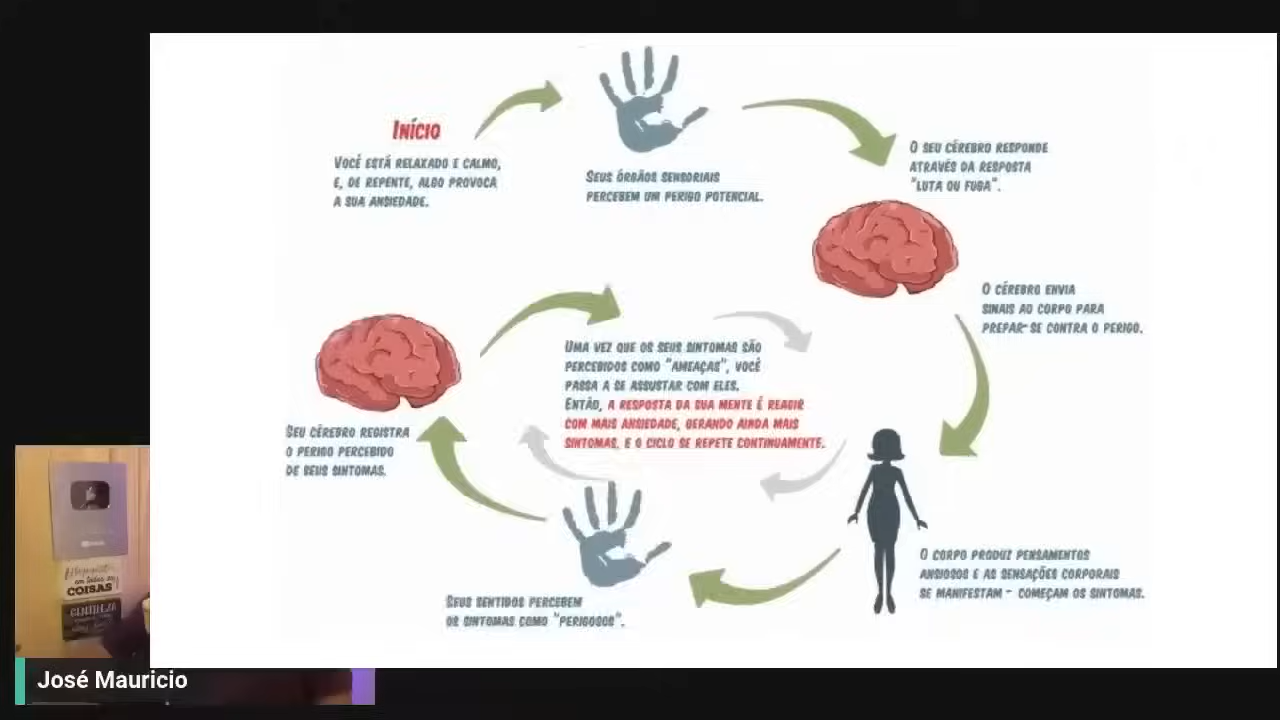 INÍCIO
VOCÊ ESTÁ RELAXADO E CALMO,
E, DE REPENTE, ALGO PROVOCA
A SUA ANSIEDADE.
SEUS ÓRGÃOS SENSORIAIS
PERCEBEM UM PERIGO POTENCIAL.
O SEU CÉREBRO RESPONDE
ATRAVÉS DA RESPOSTA
"LUTA OU FUGA".
O CÉREBRO ENVIA
SINAIS AO CORPO PARA
PREPAR-SE CONTRA O PERIGO.
O CORPO PRODUZ PENSAMENTOS
ANSIOSOS E AS SENSAÇÕES CORPORAIS
SE MANIFESTAM - COMEÇAM OS SINTOMAS.
SEUS SENTIDOS PERCEBEM
OS SINTOMAS COMO "PERIGOSOS".
SEU CÉREBRO REGISTRA
O PERIGO PERCEBIDO
DE SEUS SINTOMAS.
UMA VEZ QUE OS SEUS SINTOMAS SÃO
PERCEBIDOS COMO "AMEAÇAS", VOCÊ
PASSA A SE ASSUSTAR COM ELES.
ENTÃO, A RESPOSTA DA SUA MENTE É REAGIR
COM MAIS ANSIEDADE, GERANDO AINDA MAIS
SINTOMAS. E O CICLO SE REPETE CONTINUAMENTE.
COISAS
José Mauricio